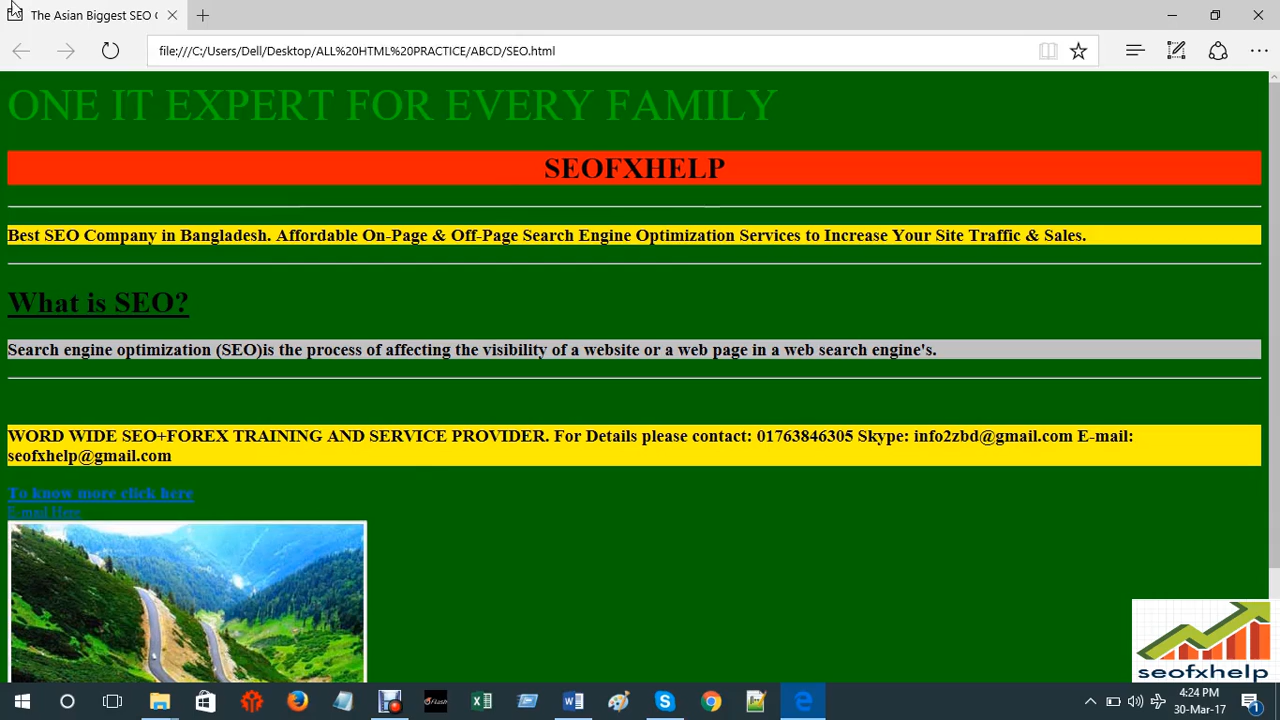 The Asian Biggest SEO
file:///C:/Users/Dell/Desktop/ALL%20HTML%20PRACTICE/ABCD/SEO.html
ONE IT EXPERT FOR EVERY FAMILY
SEOFXHELP
Best SEO Company in Bangladesh. Affordable On-Page & Off-Page Search Engine Optimization Services to Increase Your Site Traffic & Sales.
What is SEO?
Search engine optimization (SEO)is the process of affecting the visibility of a website or a web page in a web search engine's.
WORD WIDE SEO+FOREX TRAINING AND SERVICE PROVIDER. For Details please contact: 01763846305 Skype: info2zbd@gmail.com E-mail:
seofxhelp@gmail.com
To know more click here
E-mail Here
seofxhelp
4:24 PM
30-Mar-17